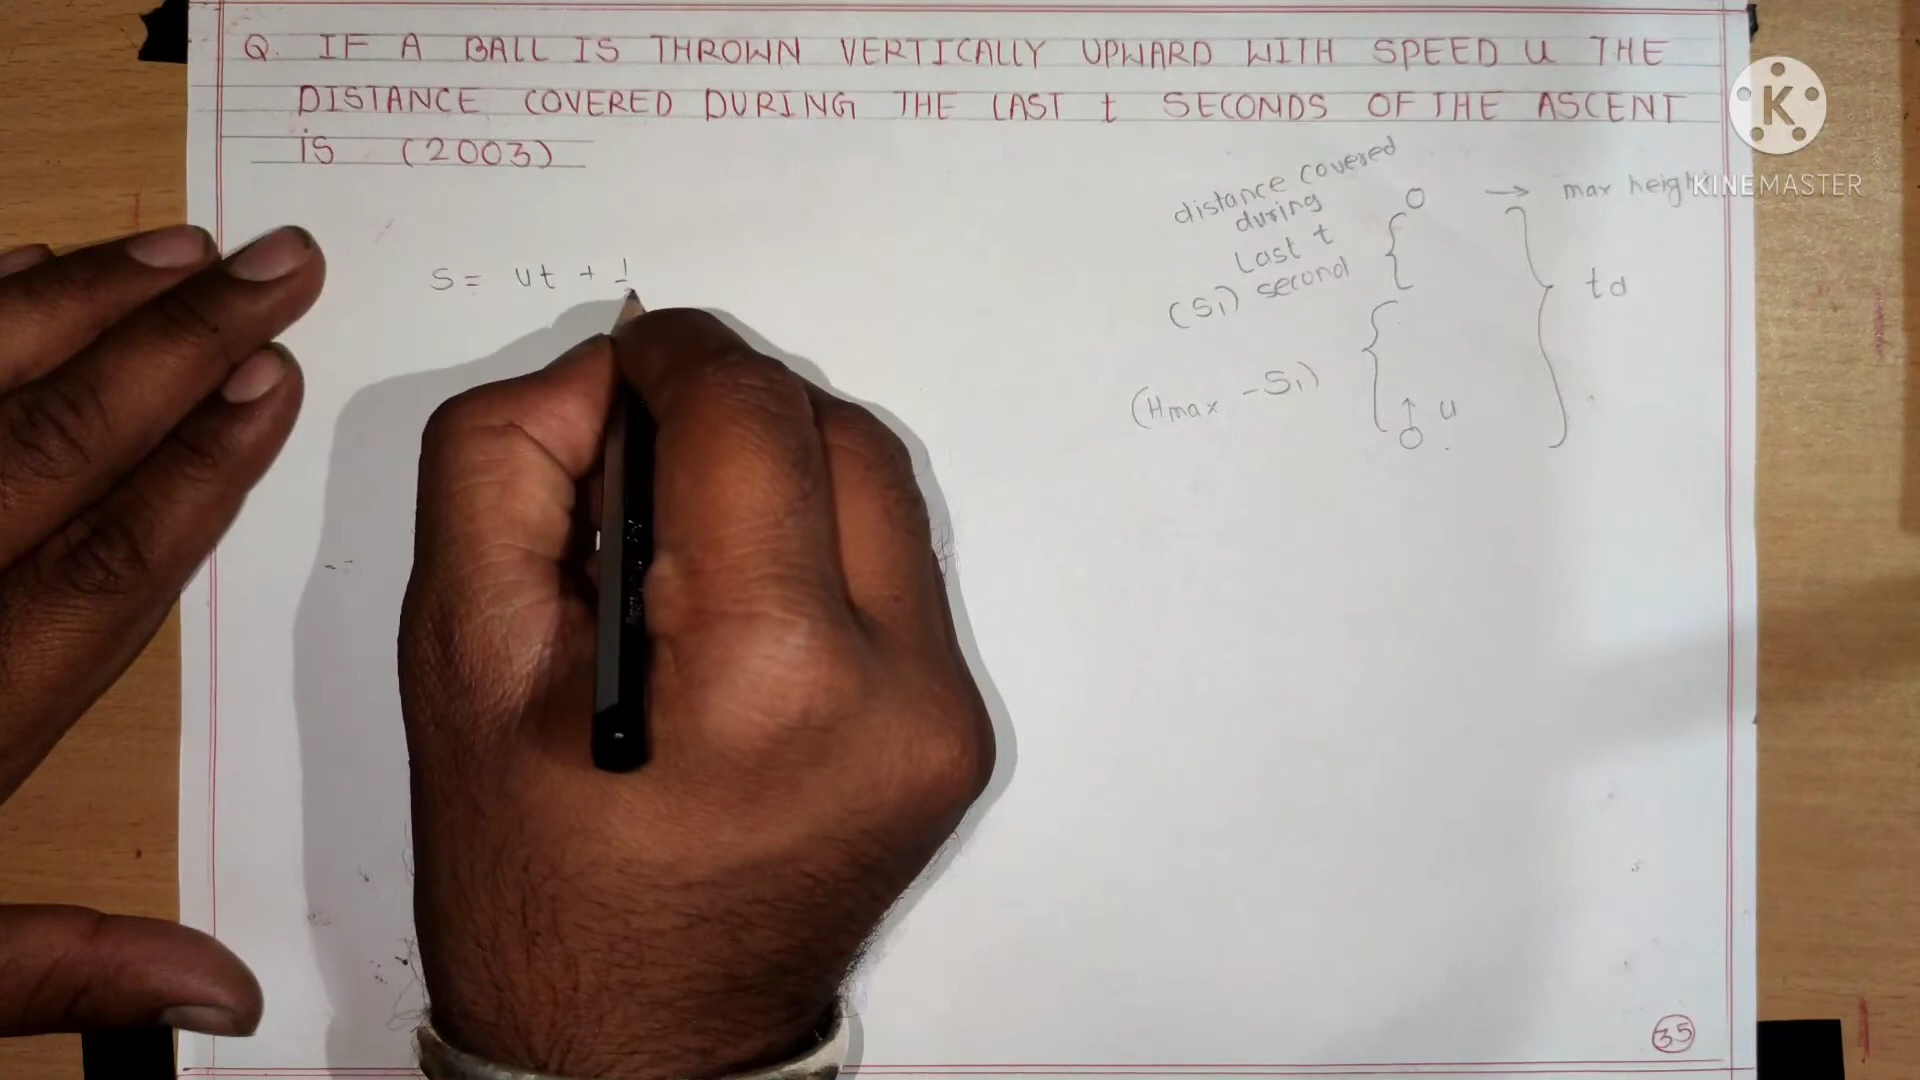 Q. IF A BALL IS THROWN VERTICALLY UPWARD WITH SPEED u THE
DISTANCE COVERED DURING THE LAST t SECONDS OF THE ASCENT
is (2003)
K
KINEMASTER
distance covered
during
Last t
(S₁) second
O → max heigh
td
S = ut + 1
(Hmax - S₁)
↑ u
O
35